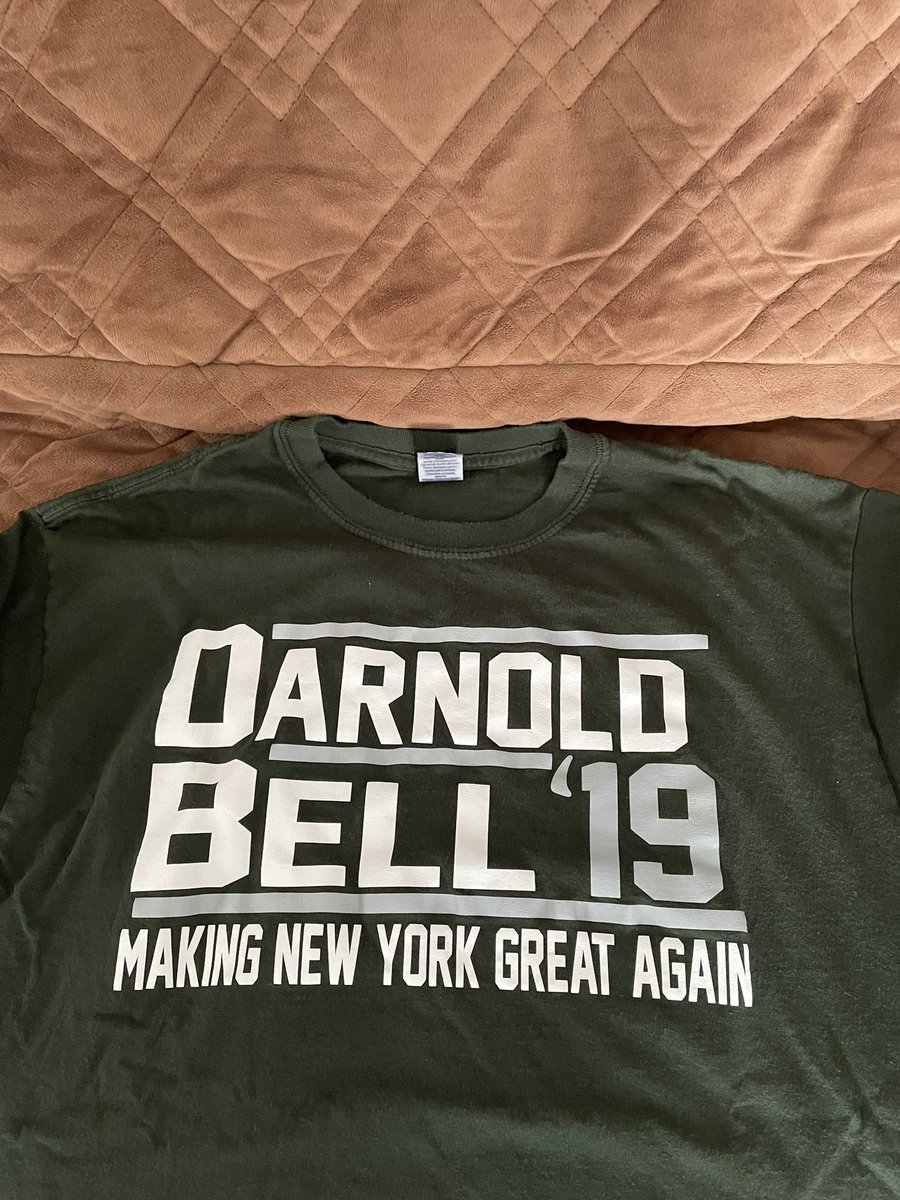 DARNOLD
BELL '19
MAKING NEW YORK GREAT AGAIN